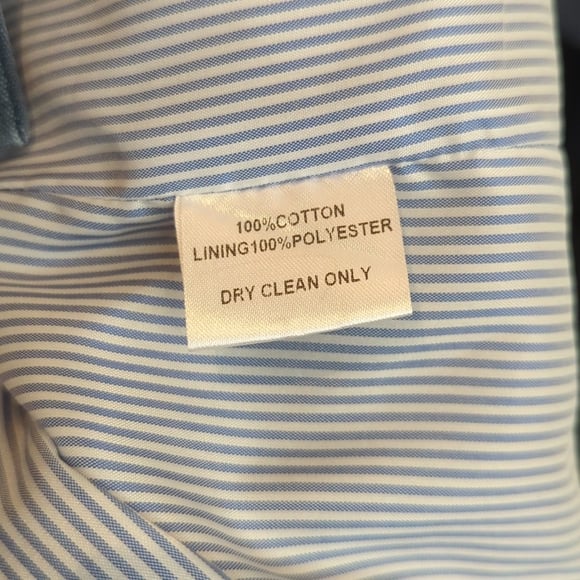 100%COTTON
LINING100%POLYESTER
DRY CLEAN ONLY